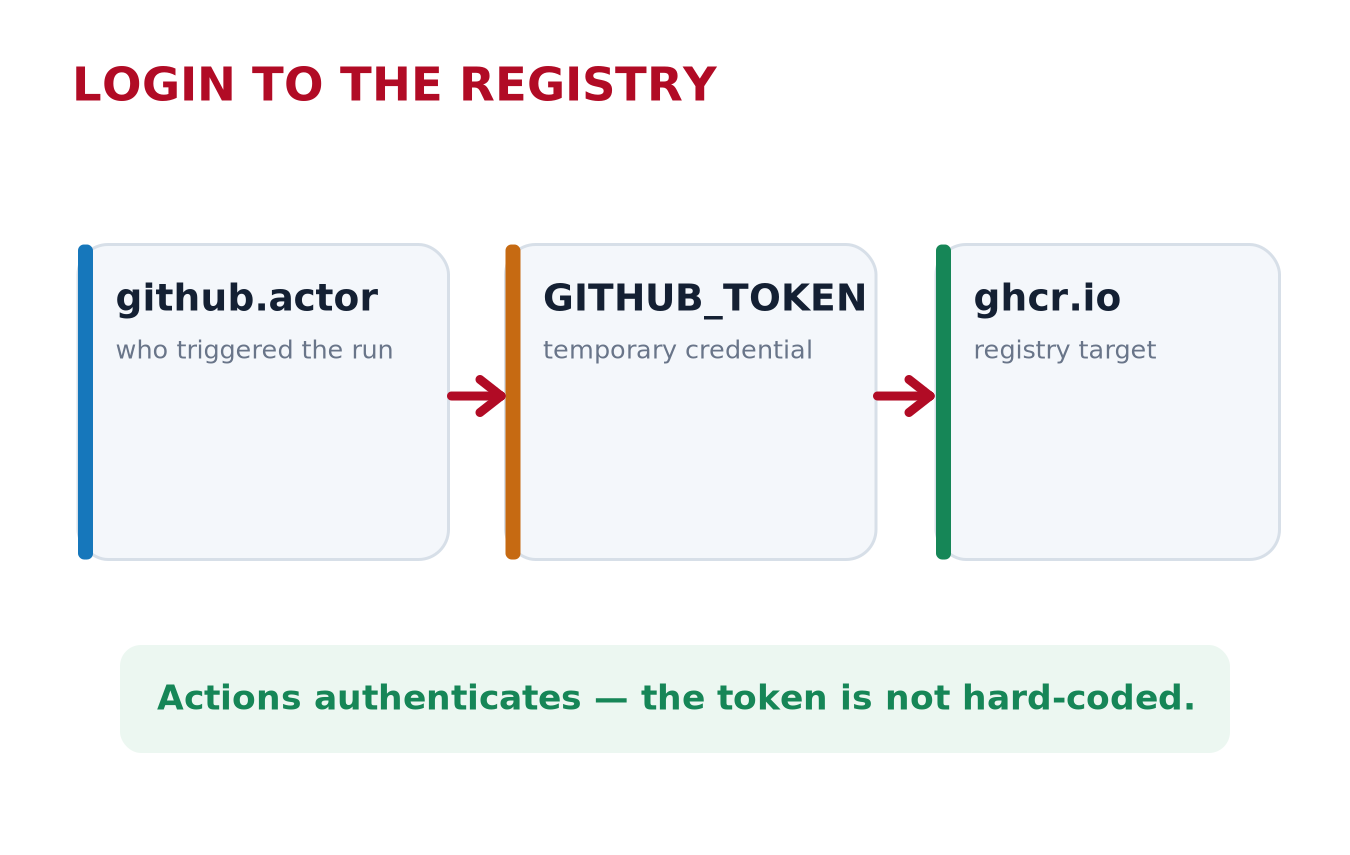 LOGIN TO THE REGISTRY
github.actor
who triggered the run
GITHUB_TOKEN
temporary credential
ghcr.io
registry target
Actions authenticates — the token is not hard-coded.